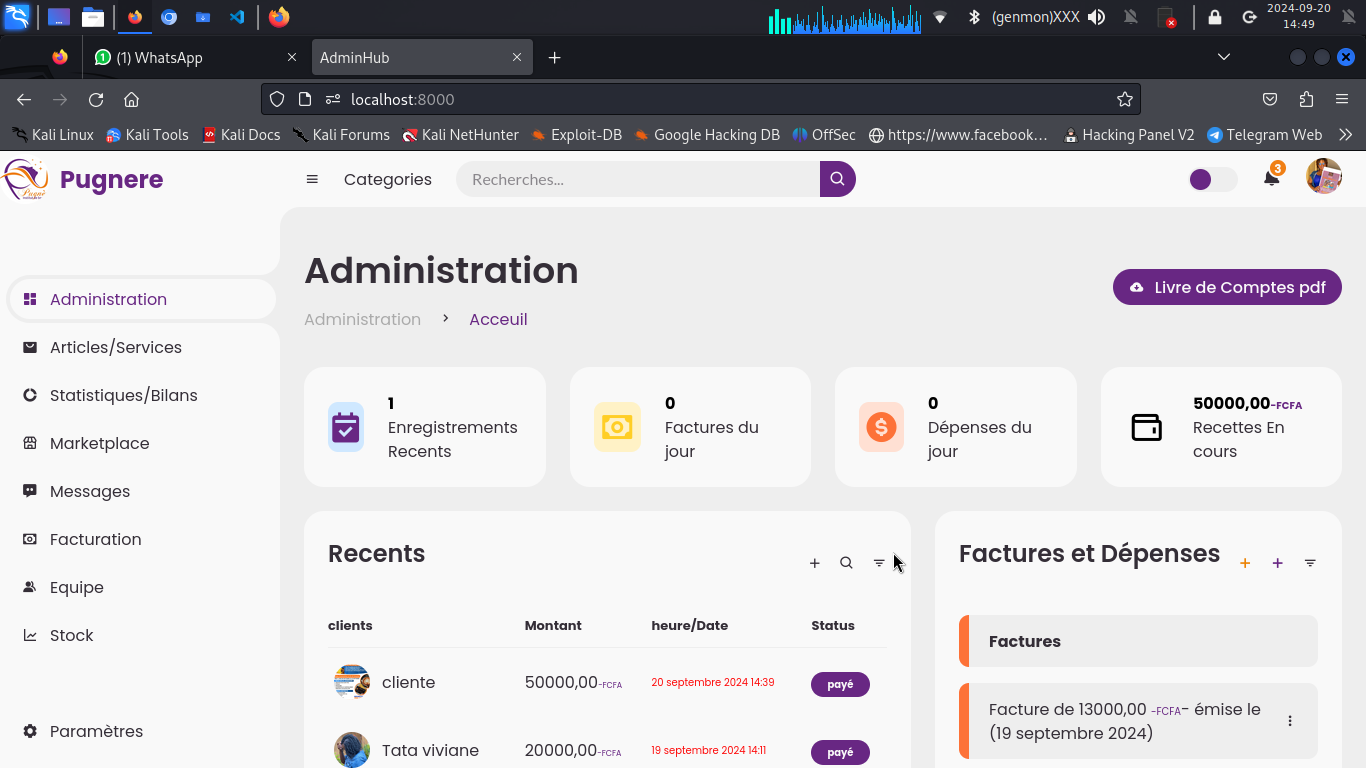 (genmon)XXX
2024-09-20
14:49
(1) WhatsApp
AdminHub
localhost:8000
Kali Linux
Kali Tools
Kali Docs
Kali Forums
Kali NetHunter
Exploit-DB
Google Hacking DB
OffSec
https://www.facebook…
Hacking Panel V2
Telegram Web
Pugnere
Categories
Recherches...
3
Administration
Articles/Services
Statistiques/Bilans
Marketplace
Messages
Facturation
Equipe
Stock
Paramètres
Administration
Administration
Acceuil
Livre de Comptes pdf
1
Enregistrements
Recents
0
Factures du
jour
0
Dépenses du
jour
50000,00-FCFA
Recettes En
cours
Recents
clients Montant heure/Date Status
cliente 50000,00-FCFA 20 septembre 2024 14:39 payé
Tata viviane 20000,00-FCFA 19 septembre 2024 14:11 payé
Factures et Dépenses
Factures
Facture de 13000,00 -FCFA- émise le
(19 septembre 2024)